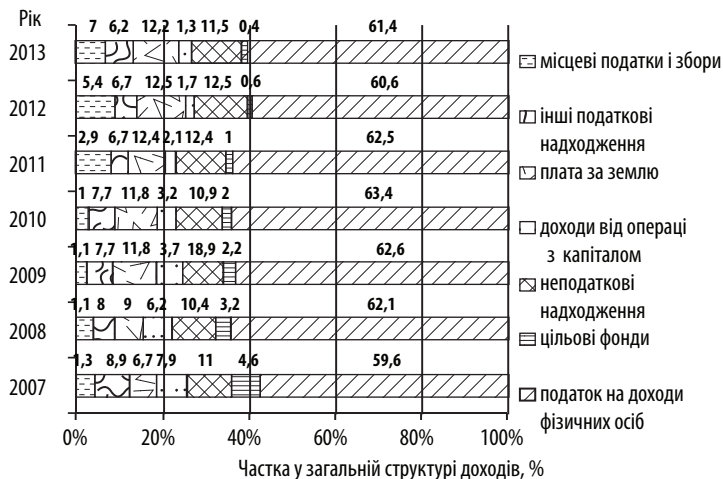 Рік
7 6,2 12,2 1,3 11,5 0,4 61,4
2013
5,4 6,7 12,5 1,7 12,5 0,6 60,6
2012
2,9 6,7 12,4 2,1 12,4 1 62,5
2011
1 7,7 11,8 3,2 10,9 2 63,4
2010
1,1 7,7 11,8 3,7 18,9 2,2 62,6
2009
1,1 8 9 6,2 10,4 3,2 62,1
2008
1,3 8,9 6,7 7,9 11 4,6 59,6
2007
0% 20% 40% 60% 80% 100%
Частка у загальній структурі доходів, %
місцеві податки і збори
інші податкові
надходження
плата за землю
доходи від операці
з капіталом
неподаткові
надходження
цільові фонди
податок на доходи
фізичних осіб